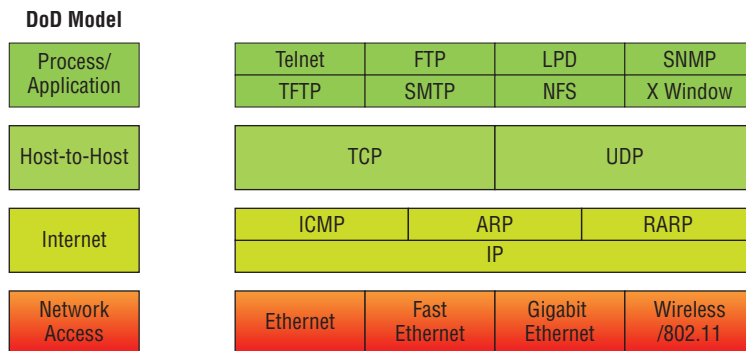 DoD Model
Process/
Application
Telnet FTP LPD SNMP
TFTP SMTP NFS X Window
Host-to-Host
TCP UDP
Internet
ICMP ARP RARP
IP
Network
Access
Ethernet
Fast
Ethernet
Gigabit
Ethernet
Wireless
/802.11